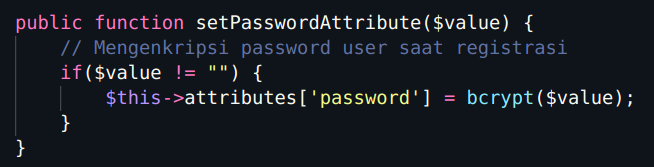 public function setPasswordAttribute($value) {
    // Mengenkripsi password user saat registrasi
    if($value != "") {
        $this->attributes['password'] = bcrypt($value);
    }
}